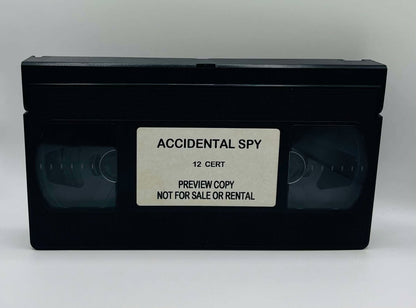 ACCIDENTAL SPY
12 CERT
PREVIEW COPY
NOT FOR SALE OR RENTAL